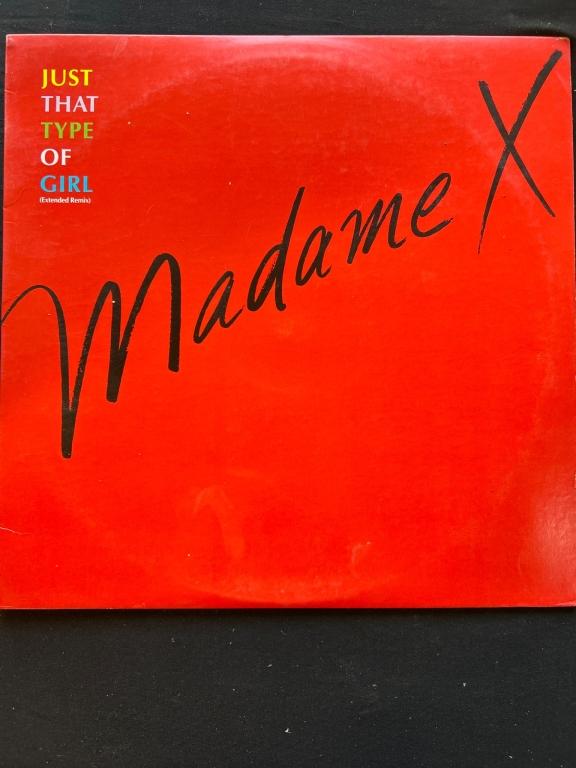 JUST
THAT
TYPE
OF
GIRL
(Extended Remix)
Madame X